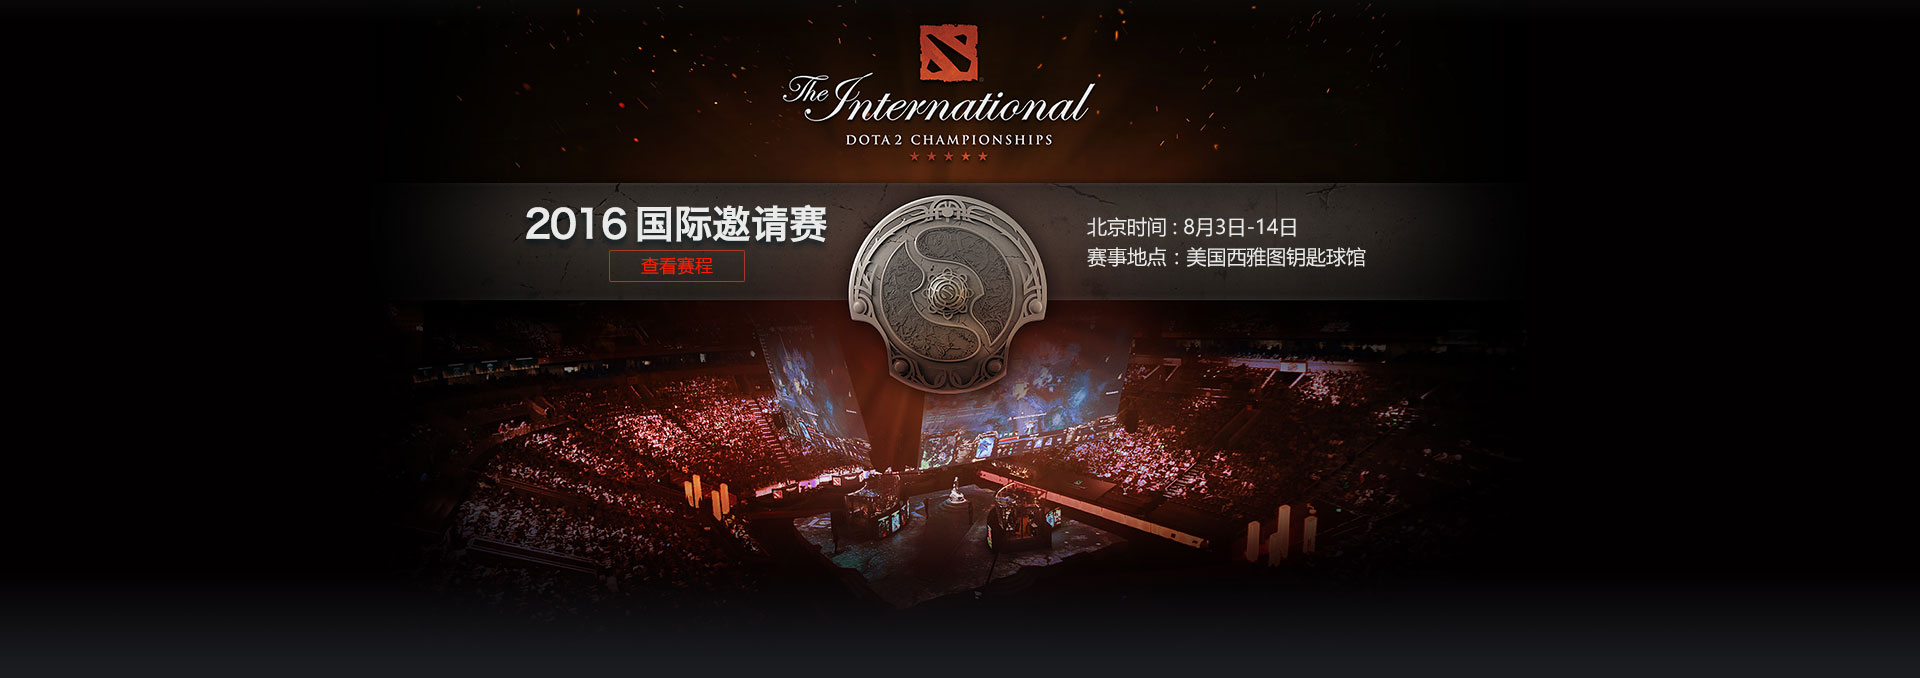 The International
DOTA 2 CHAMPIONSHIPS
2016 国际邀请赛
查看赛程
北京时间 : 8月3日-14日
赛事地点 : 美国西雅图钥匙球馆